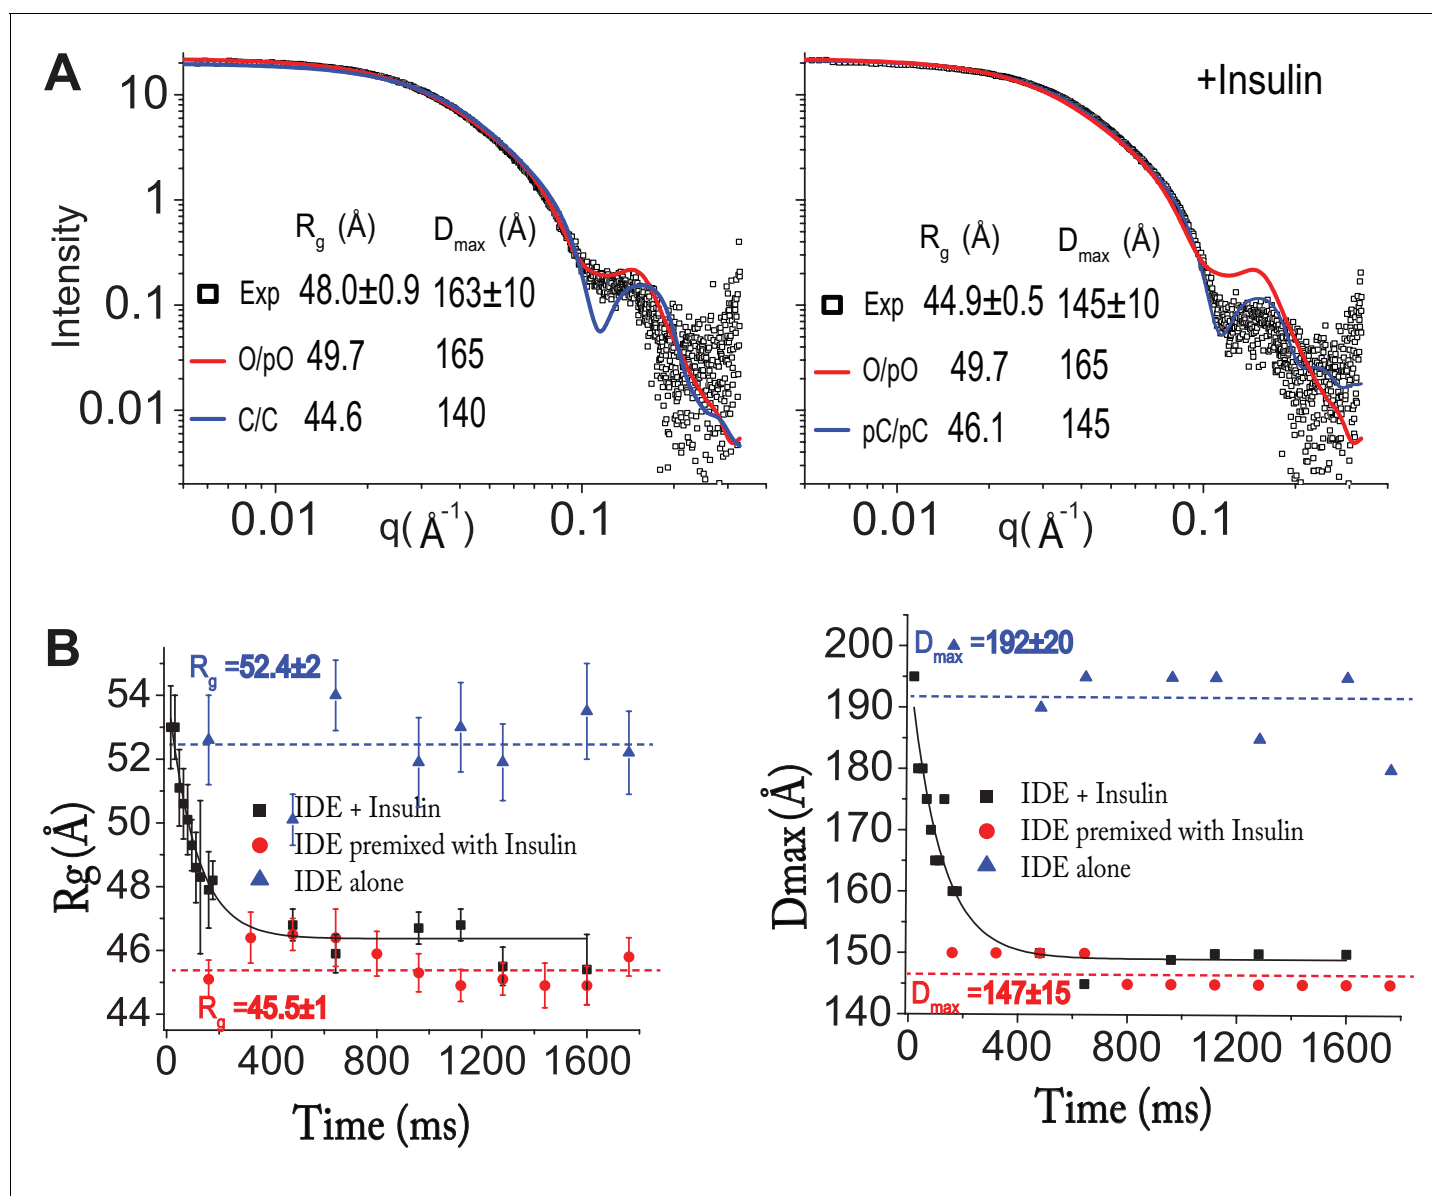 A
+Insulin
Intensity
10
1
0.1
0.01
Rg (Å) Dmax (Å)
Exp 48.0±0.9 163±10
O/pO 49.7 165
C/C 44.6 140
0.01 0.1
q(Å-1)
Rg (Å) Dmax (Å)
Exp 44.9±0.5 145±10
O/pO 49.7 165
pC/pC 46.1 145
0.01 0.1
q(Å-1)
B
Rg (Å)
54
52
50
48
46
44
Rg =52.4±2
IDE + Insulin
IDE premixed with Insulin
IDE alone
Rg =45.5±1
0 400 800 1200 1600
Time (ms)
Dmax (Å)
200
190
180
170
160
150
140
Dmax =192±20
IDE + Insulin
IDE premixed with Insulin
IDE alone
Dmax =147±15
0 400 800 1200 1600
Time (ms)